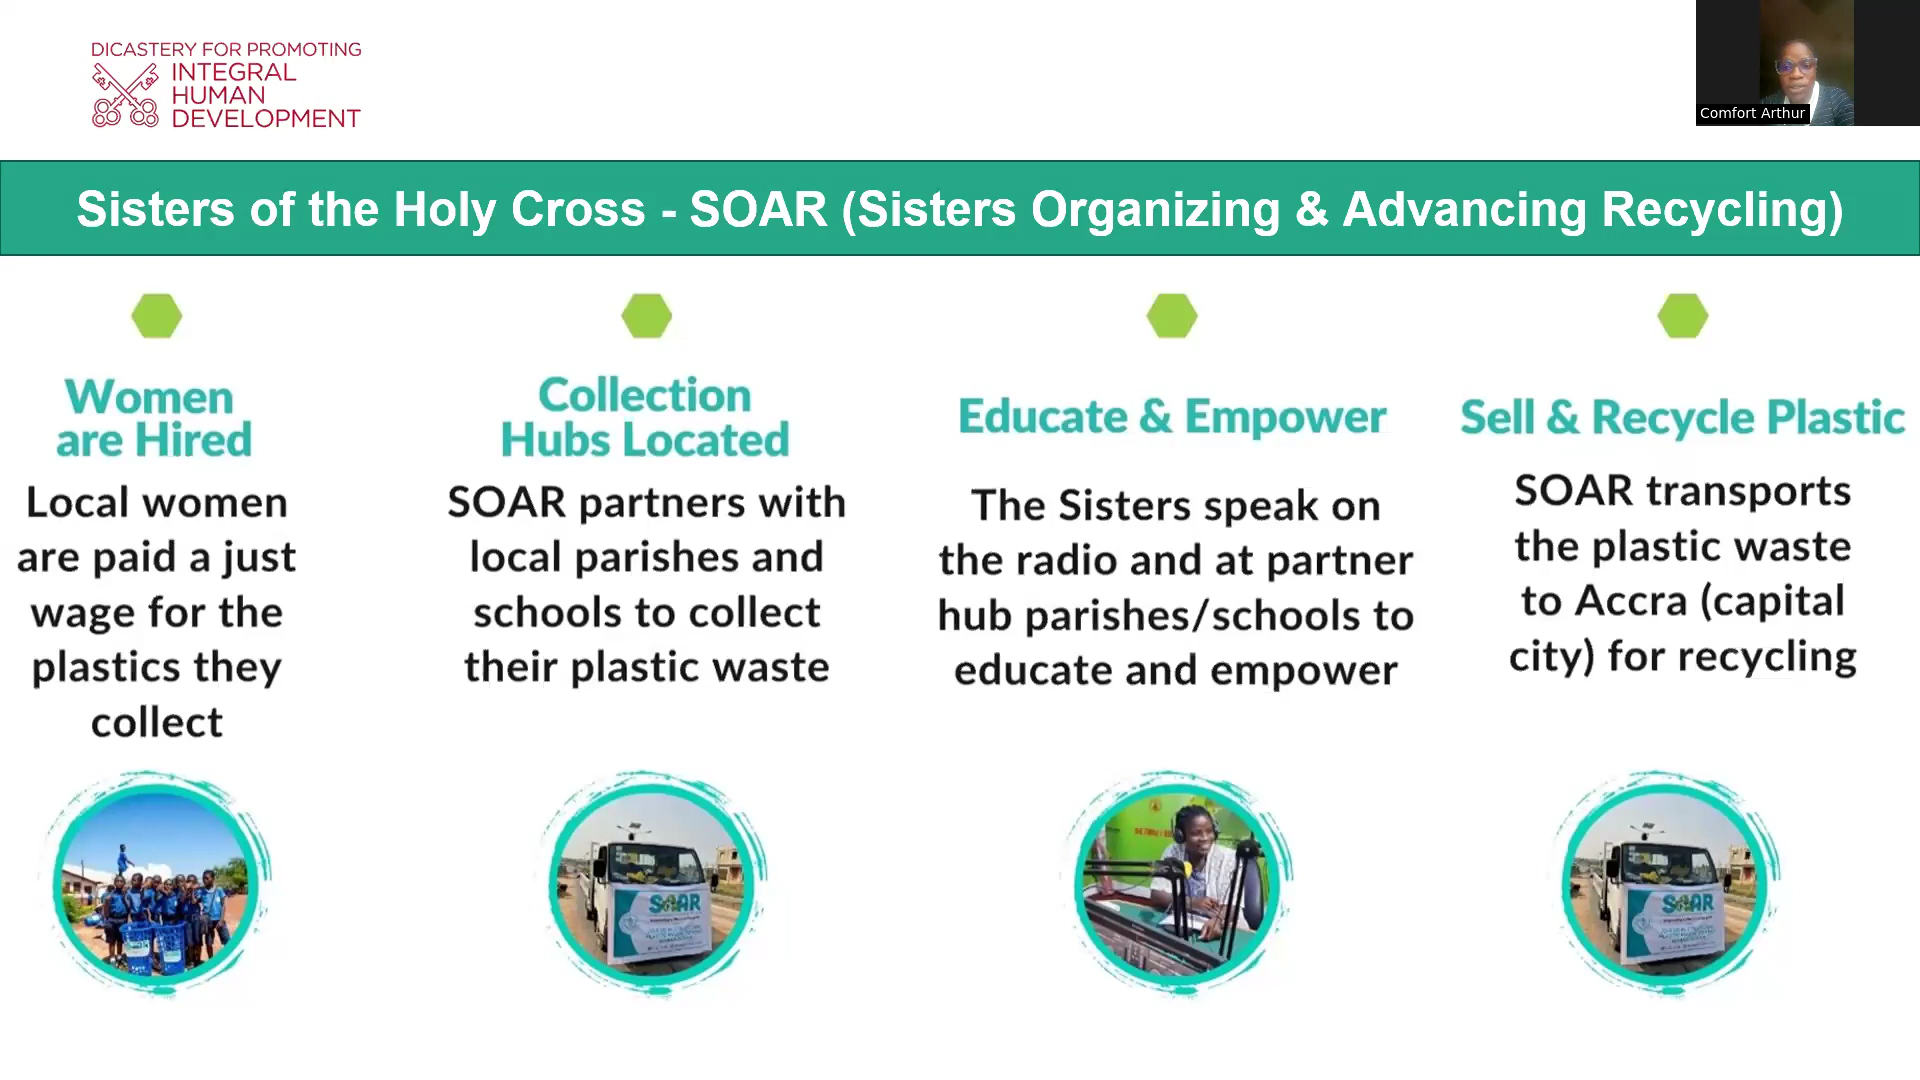 DICASTERY FOR PROMOTING
INTEGRAL
HUMAN
DEVELOPMENT
Comfort Arthur
Sisters of the Holy Cross - SOAR (Sisters Organizing & Advancing Recycling)
Women
are Hired
Local women
are paid a just
wage for the
plastics they
collect
Collection
Hubs Located
SOAR partners with
local parishes and
schools to collect
their plastic waste
Educate & Empower
The Sisters speak on
the radio and at partner
hub parishes/schools to
educate and empower
Sell & Recycle Plastic
SOAR transports
the plastic waste
to Accra (capital
city) for recycling
SOAR
SOAR